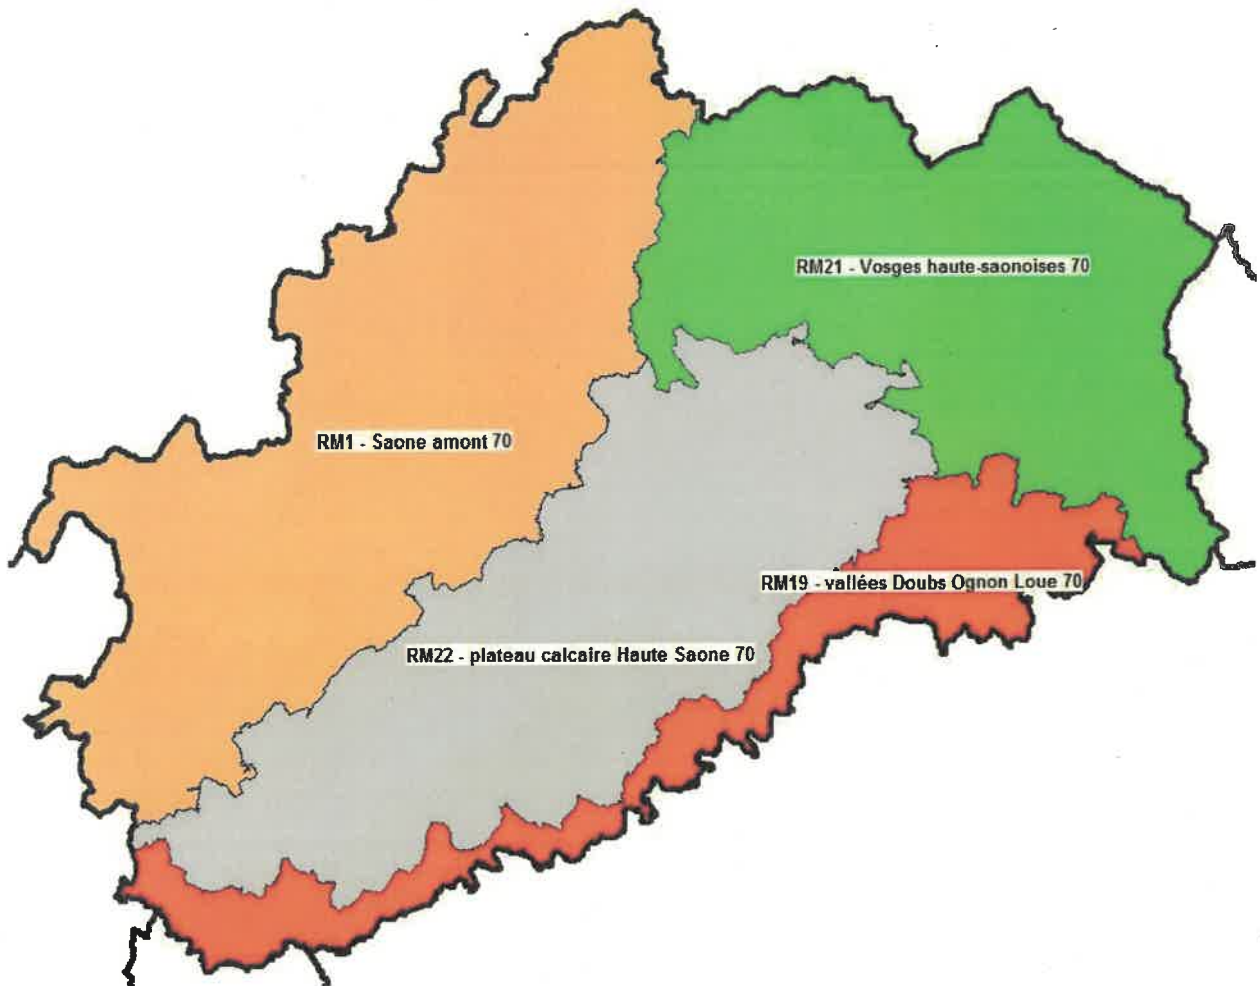 RM21 - Vosges haute-saonoises 70
RM1 - Saone amont 70
RM19 - vallées Doubs Ognon Loue 70
RM22 - plateau calcaire Haute Saone 70